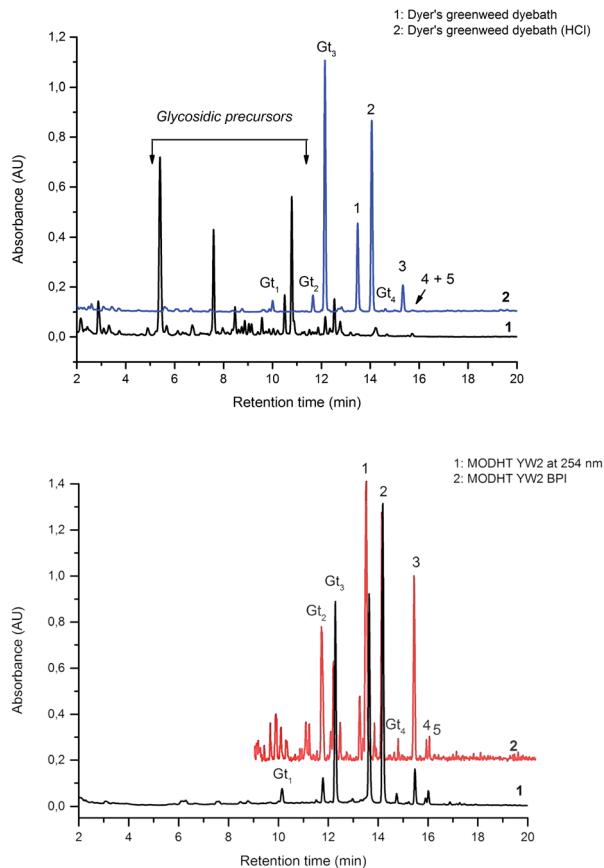 1: Dyer's greenweed dyebath
2: Dyer's greenweed dyebath (HCl)
1,2
1,0
0,8
0,6
0,4
0,2
0,0
Absorbance (AU)
Gt3
2
Glycosidic precursors
1
Gt1
Gt2
Gt4
3
4 + 5
2
1
2 4 6 8 10 12 14 16 18 20
Retention time (min)
1: MODHT YW2 at 254 nm
2: MODHT YW2 BPI
1,4
1,2
1,0
0,8
0,6
0,4
0,2
0,0
Absorbance (AU)
1
2
3
Gt3
Gt2
Gt4
4 5
2
Gt1
1
2 4 6 8 10 12 14 16 18 20
Retention time (min)